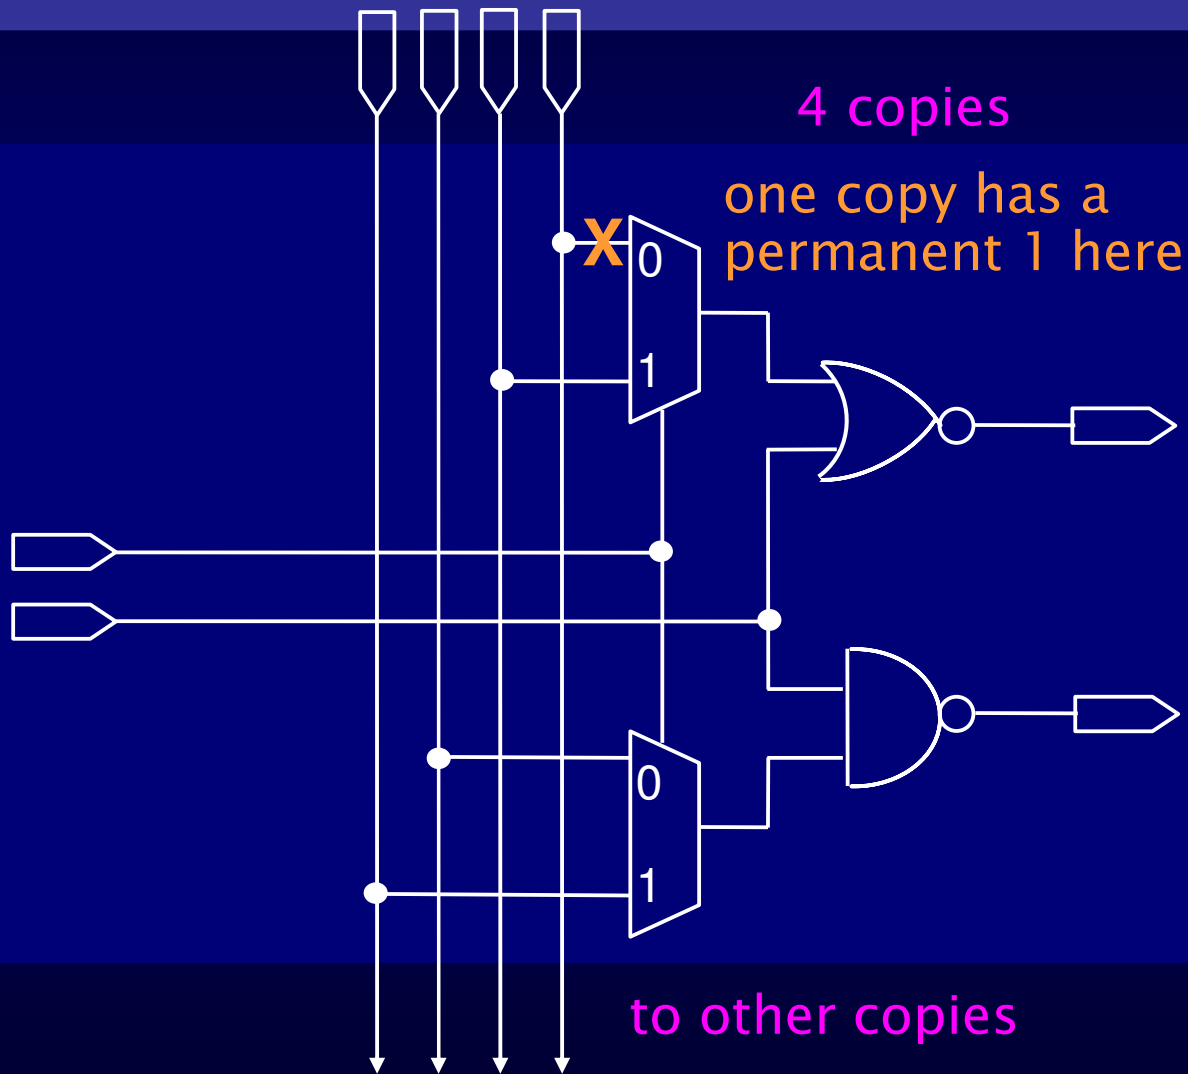 4 copies
one copy has a
permanent 1 here
X
0
1
0
1
to other copies